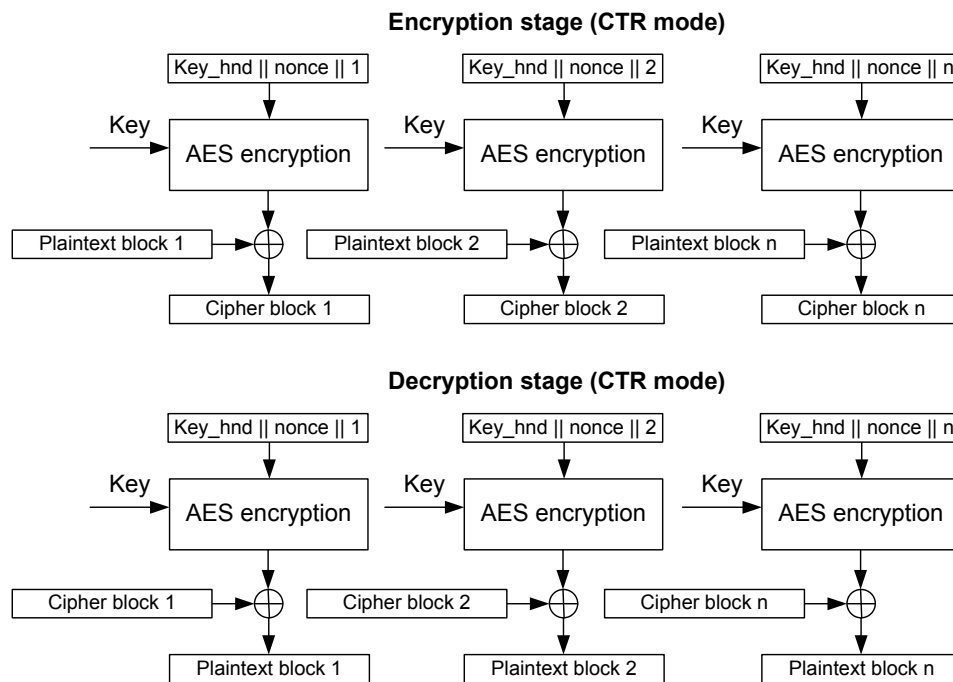 Encryption stage (CTR mode)
Key_hnd || nonce || 1
Key_hnd || nonce || 2
Key_hnd || nonce || n
Key
AES encryption
Key
AES encryption
Key
AES encryption
Plaintext block 1
Plaintext block 2
Plaintext block n
Cipher block 1
Cipher block 2
Cipher block n
Decryption stage (CTR mode)
Key_hnd || nonce || 1
Key_hnd || nonce || 2
Key_hnd || nonce || n
Key
AES encryption
Key
AES encryption
Key
AES encryption
Cipher block 1
Cipher block 2
Cipher block n
Plaintext block 1
Plaintext block 2
Plaintext block n